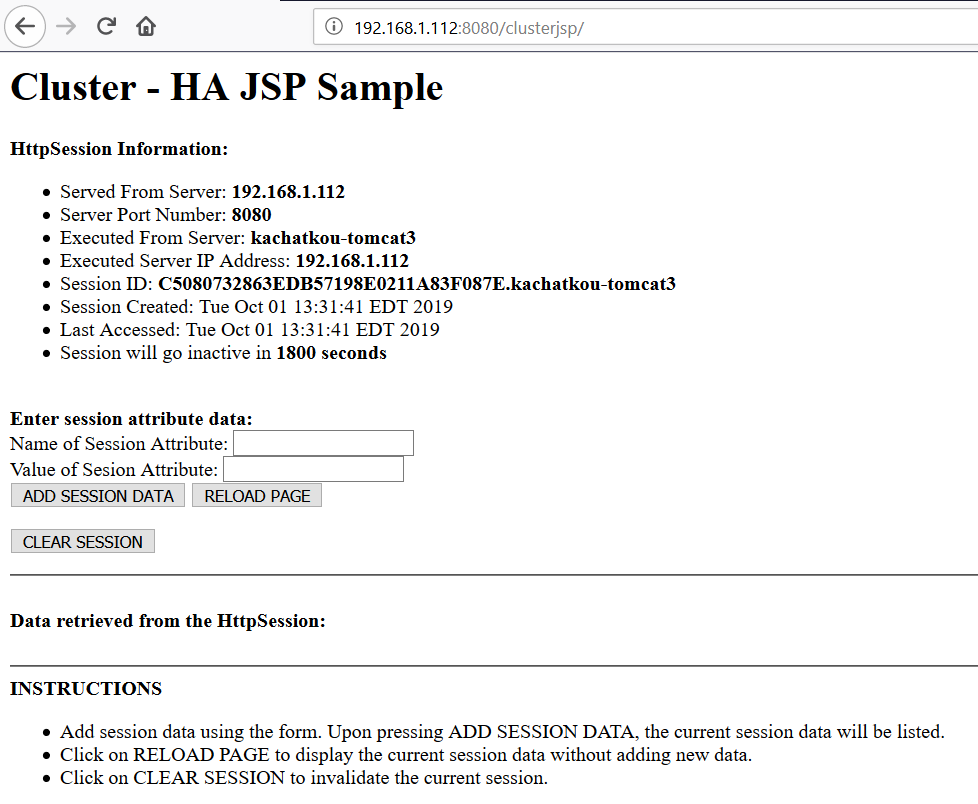 192.168.1.112:8080/clusterjsp/
Cluster - HA JSP Sample
HttpSession Information:
Served From Server: 192.168.1.112
Server Port Number: 8080
Executed From Server: kachatkou-tomcat3
Executed Server IP Address: 192.168.1.112
Session ID: C5080732863EDB57198E0211A83F087E.kachatkou-tomcat3
Session Created: Tue Oct 01 13:31:41 EDT 2019
Last Accessed: Tue Oct 01 13:31:41 EDT 2019
Session will go inactive in 1800 seconds
Enter session attribute data:
Name of Session Attribute:
Value of Sesion Attribute:
ADD SESSION DATA RELOAD PAGE
CLEAR SESSION
Data retrieved from the HttpSession:
INSTRUCTIONS
Add session data using the form. Upon pressing ADD SESSION DATA, the current session data will be listed.
Click on RELOAD PAGE to display the current session data without adding new data.
Click on CLEAR SESSION to invalidate the current session.